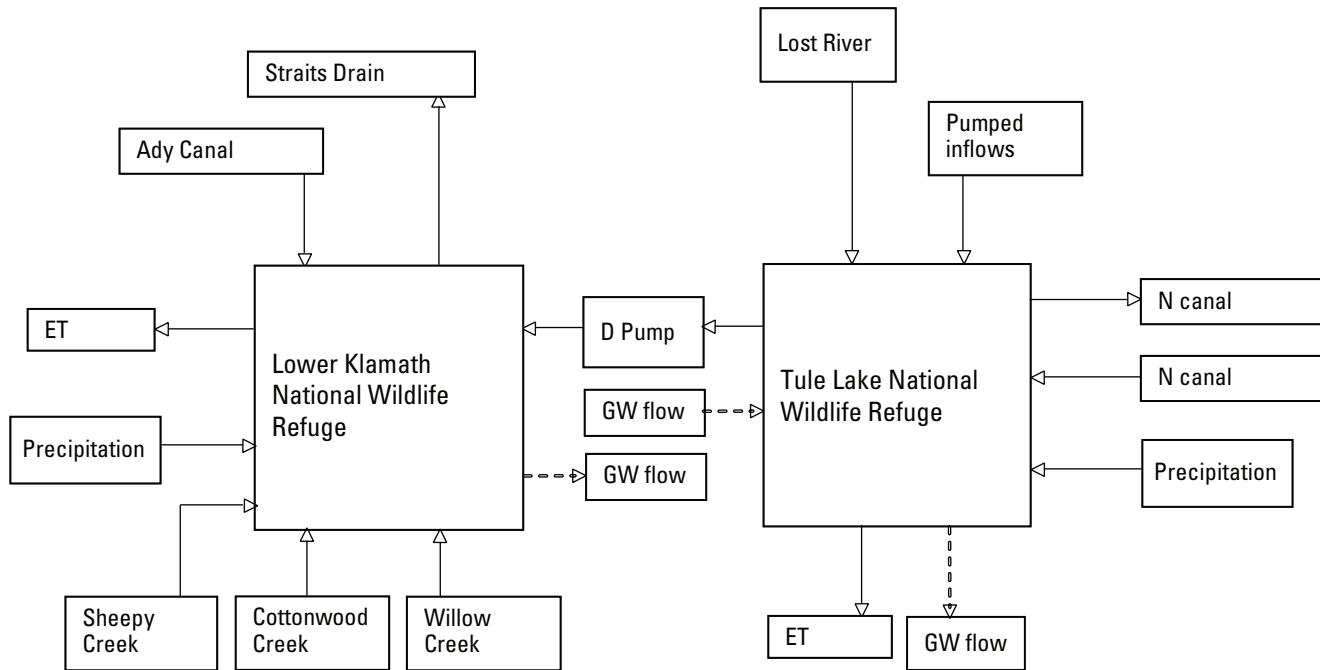 Lost River
Straits Drain
Pumped
inflows
Ady Canal
N canal
ET
D Pump
Lower Klamath
National Wildlife
Refuge
Tule Lake National
Wildlife Refuge
N canal
GW flow
Precipitation
GW flow
Precipitation
Sheepy
Creek
Cottonwood
Creek
Willow
Creek
ET
GW flow